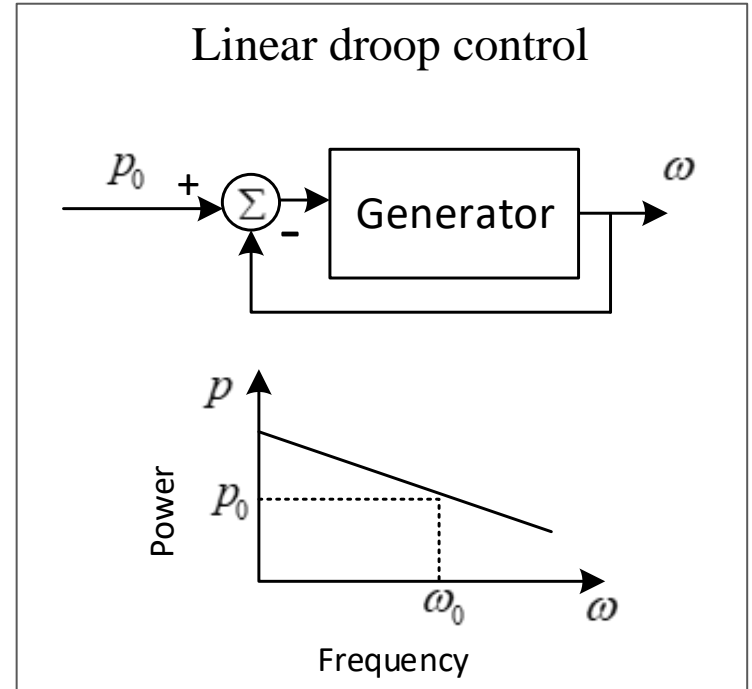 Linear droop control
p₀
+
Σ
-
Generator
ω
p
Power
p₀
ω₀
ω
Frequency